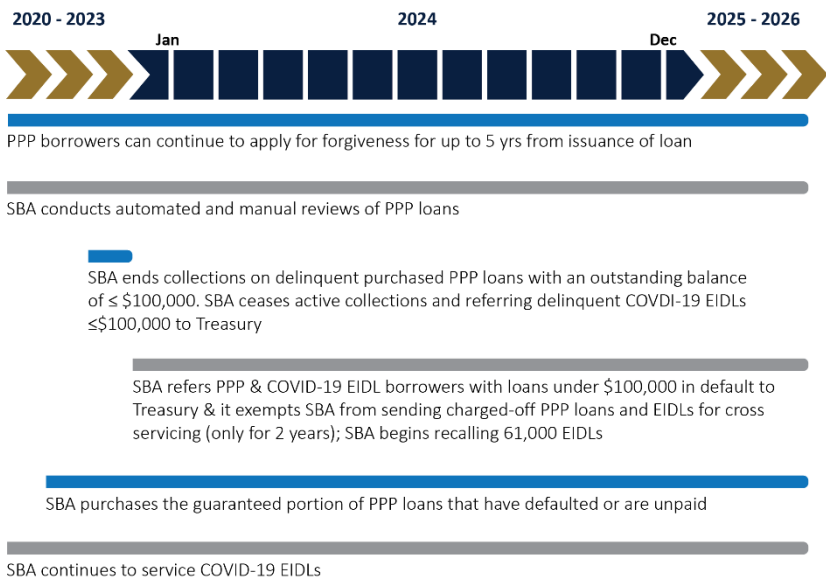 2020 - 2023
2024
2025 - 2026
Jan
Dec
PPP borrowers can continue to apply for forgiveness for up to 5 yrs from issuance of loan
SBA conducts automated and manual reviews of PPP loans
SBA ends collections on delinquent purchased PPP loans with an outstanding balance
of ≤ $100,000. SBA ceases active collections and referring delinquent COVDI-19 EIDLs
≤$100,000 to Treasury
SBA refers PPP & COVID-19 EIDL borrowers with loans under $100,000 in default to
Treasury & it exempts SBA from sending charged-off PPP loans and EIDLs for cross
servicing (only for 2 years); SBA begins recalling 61,000 EIDLs
SBA purchases the guaranteed portion of PPP loans that have defaulted or are unpaid
SBA continues to service COVID-19 EIDLs